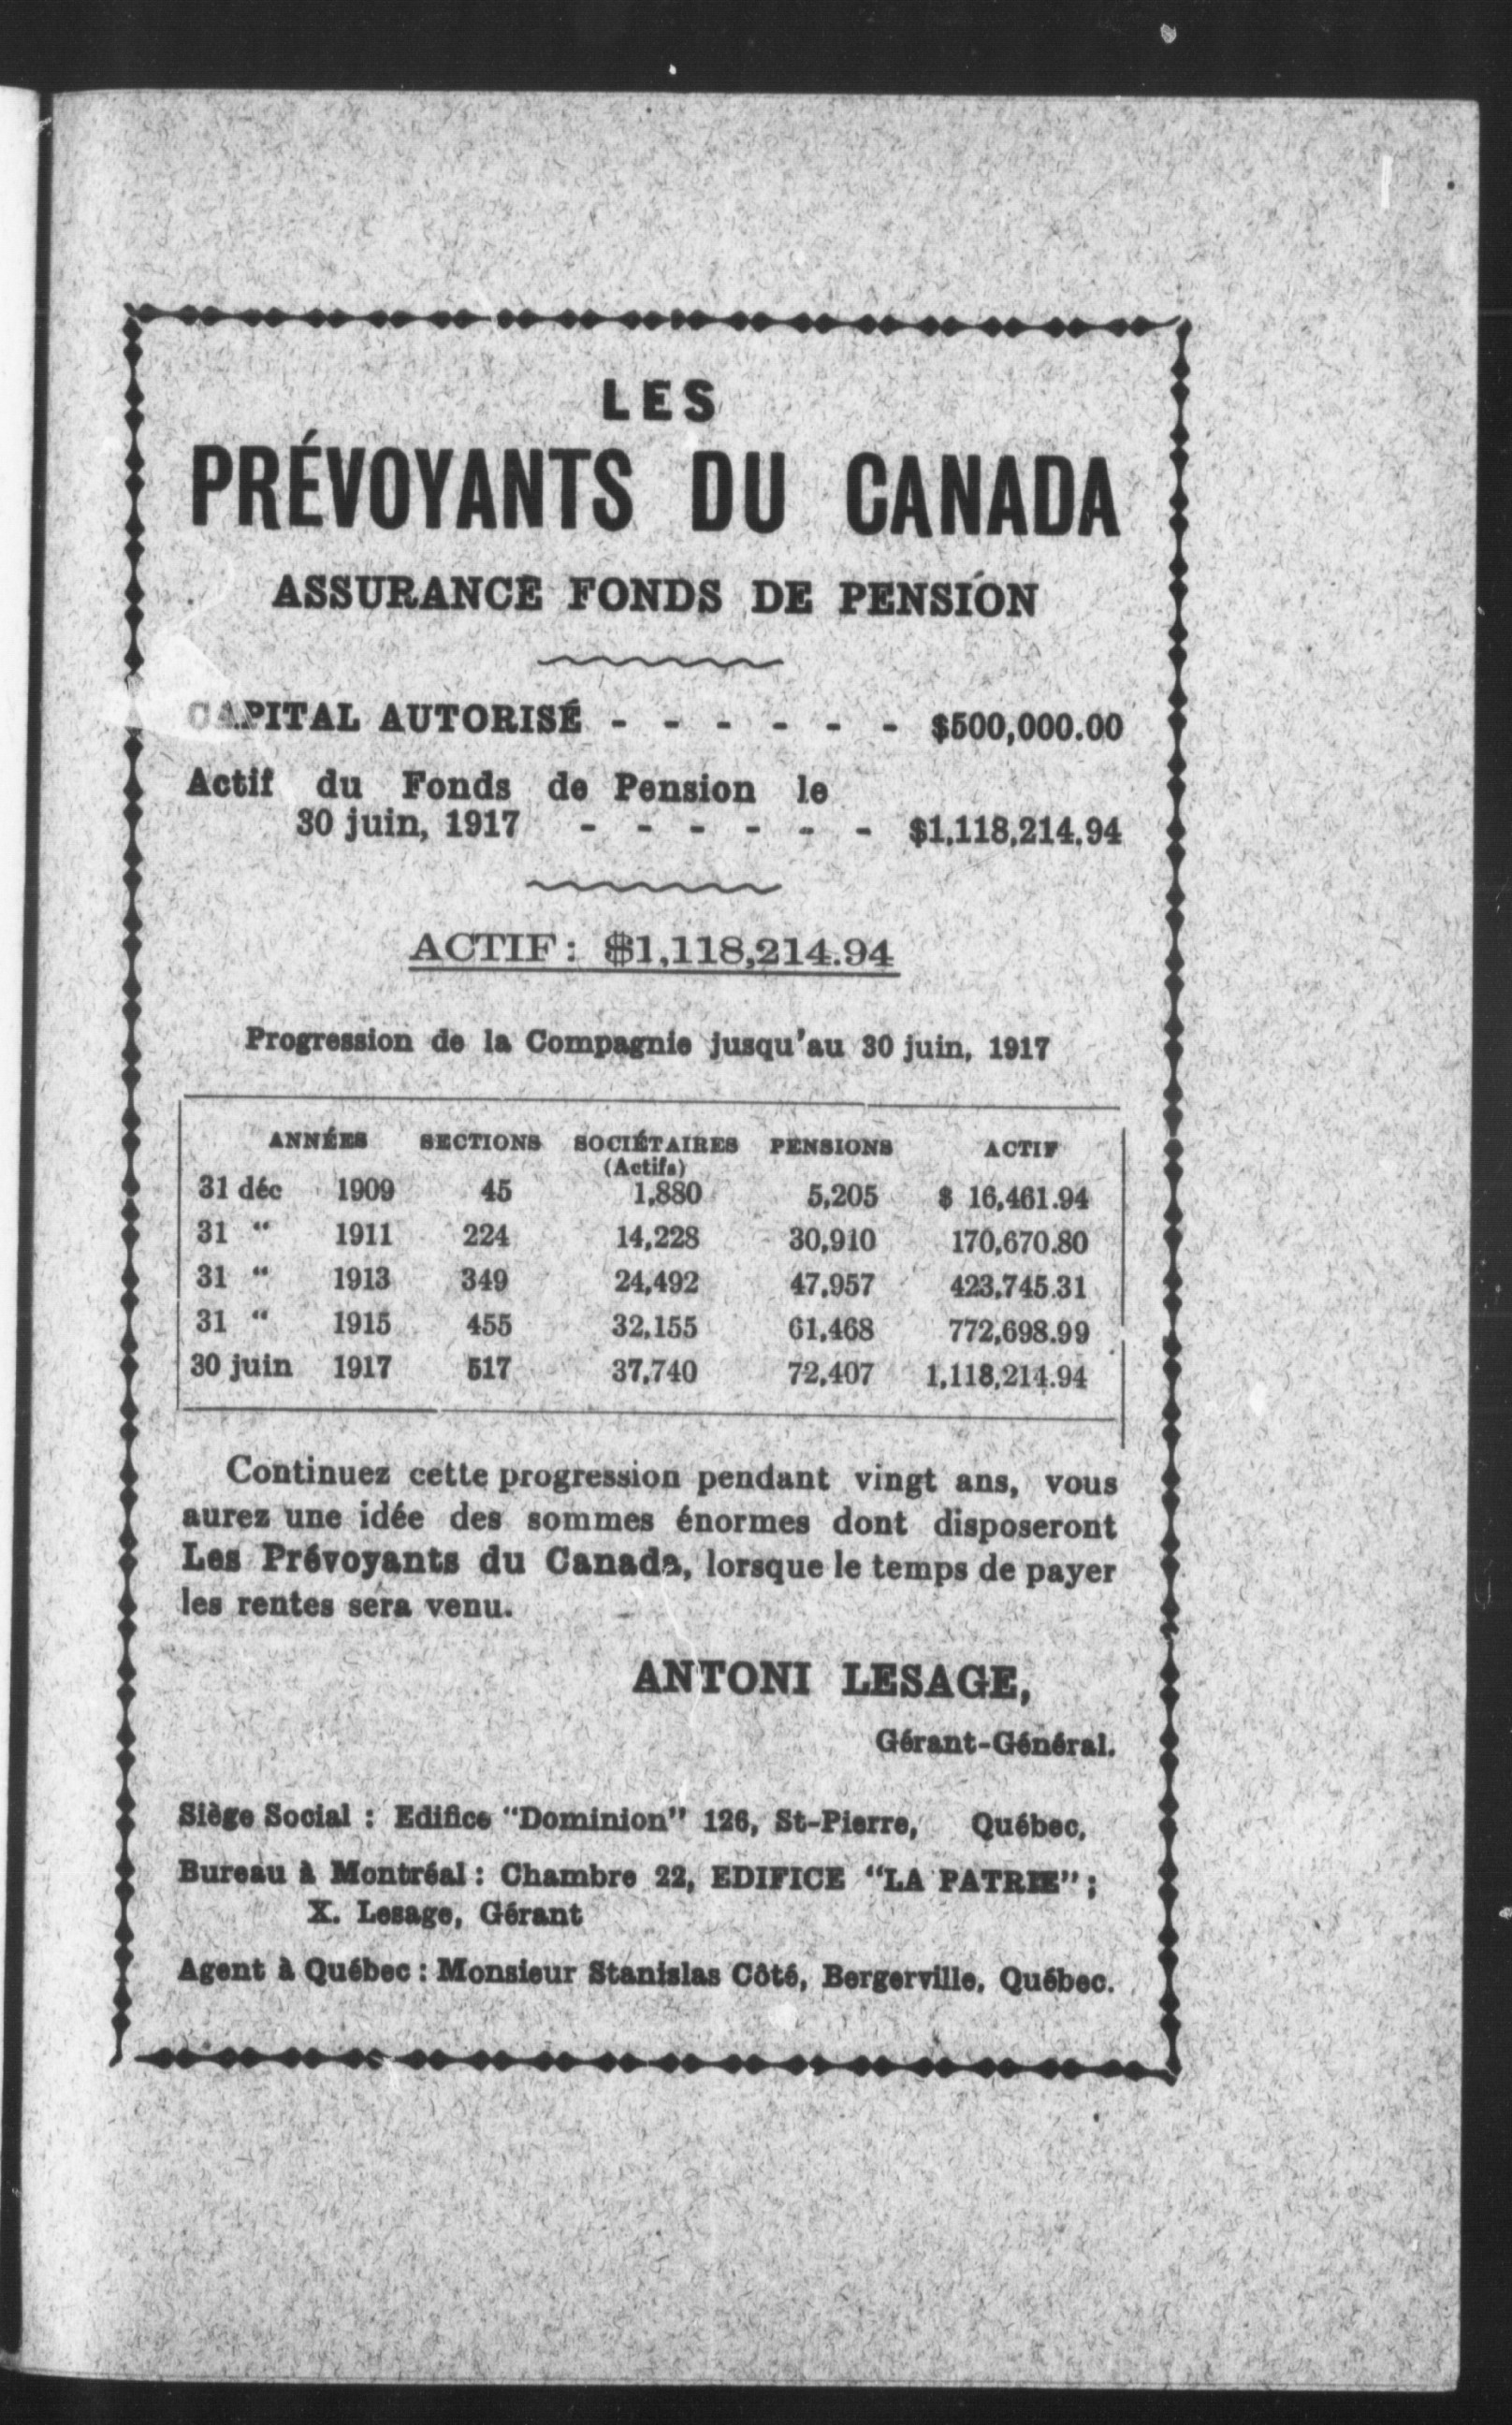 LES
PRÉVOYANTS DU CANADA
ASSURANCE FONDS DE PENSION
CAPITAL AUTORISÉ - - - - - - $500,000.00
Actif du Fonds de Pension le
30 juin, 1917 - - - - - - $1,118,214.94
ACTIF: $1,118,214.94
Progression de la Compagnie jusqu'au 30 juin, 1917
ANNÉES SECTIONS SOCIÉTAIRES PENSIONS ACTIF
(Actifs)
31 déc 1909 45 1,880 5,205 $ 16,461.94
31 " 1911 224 14,228 30,910 170,670.80
31 " 1913 349 24,492 47,957 423,745.31
31 " 1915 455 32,155 61,468 772,698.99
30 juin 1917 517 37,740 72,407 1,118,214.94
Continuez cette progression pendant vingt ans, vous
aurez une idée des sommes énormes dont disposeront
Les Prévoyants du Canada, lorsque le temps de payer
les rentes sera venu.
ANTONI LESAGE,
Gérant-Général.
Siège Social : Edifice "Dominion" 126, St-Pierre, Québec,
Bureau à Montréal : Chambre 22, EDIFICE "LA PATRIE" ;
X. Lesage, Gérant
Agent à Québec : Monsieur Stanislas Côté, Bergerville, Québec.